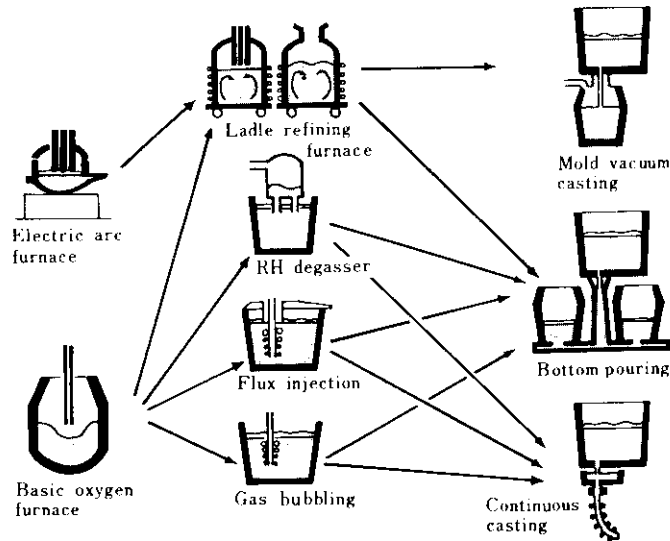 Ladle refining
furnace
Mold vacuum
casting
Electric arc
furnace
RH degasser
Flux injection
Bottom pouring
Basic oxygen
furnace
Gas bubbling
Continuous
casting